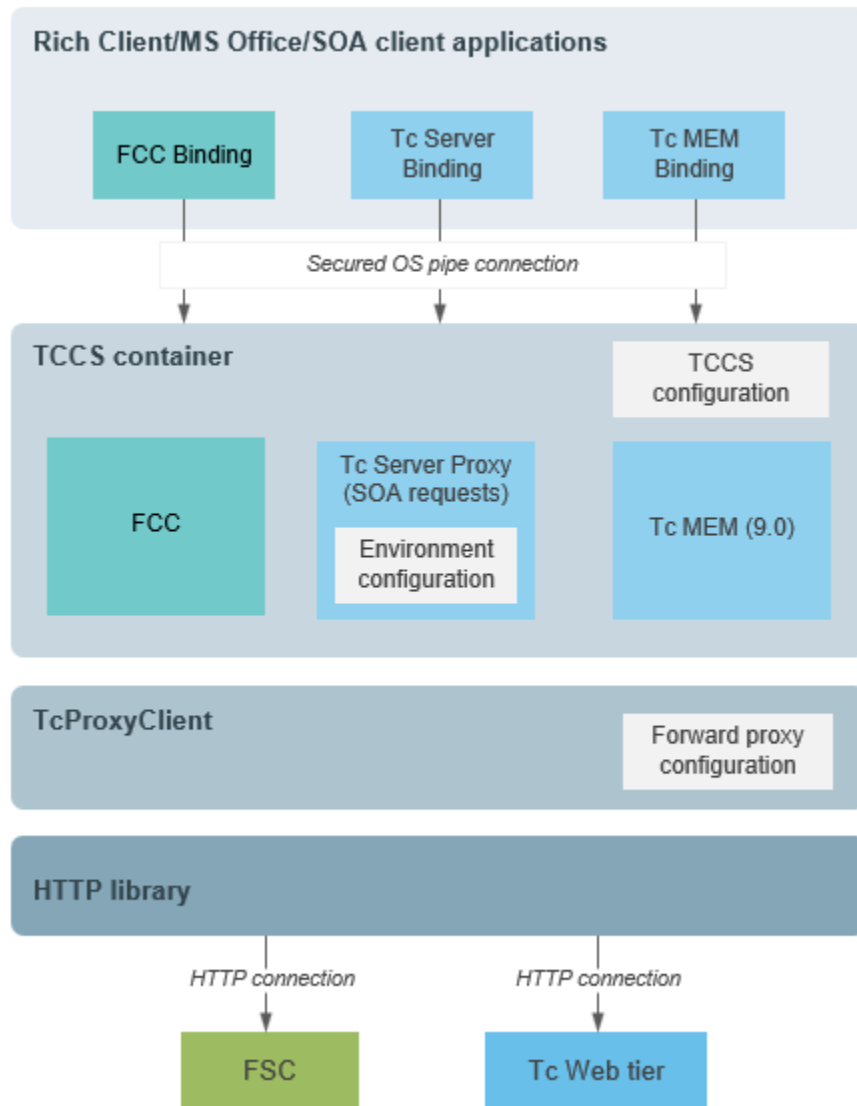 Rich Client/MS Office/SOA client applications
FCC Binding
Tc Server
Binding
Tc MEM
Binding
Secured OS pipe connection
TCCS container
TCCS
configuration
FCC
Tc Server Proxy
(SOA requests)
Environment
configuration
Tc MEM (9.0)
TcProxyClient
Forward proxy
configuration
HTTP library
HTTP connection
HTTP connection
FSC
Tc Web tier